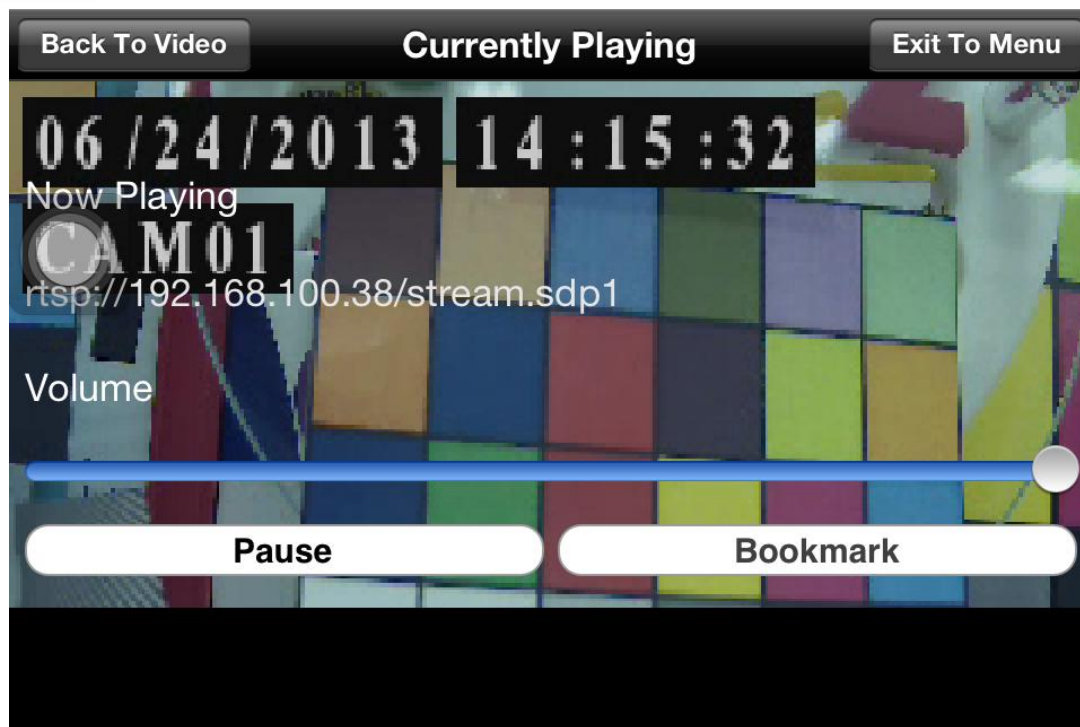 Back To Video Currently Playing Exit To Menu
06/24/2013 14:15:32
Now Playing
CAM01
rtsp://192.168.100.38/stream.sdp1
Volume
Pause Bookmark